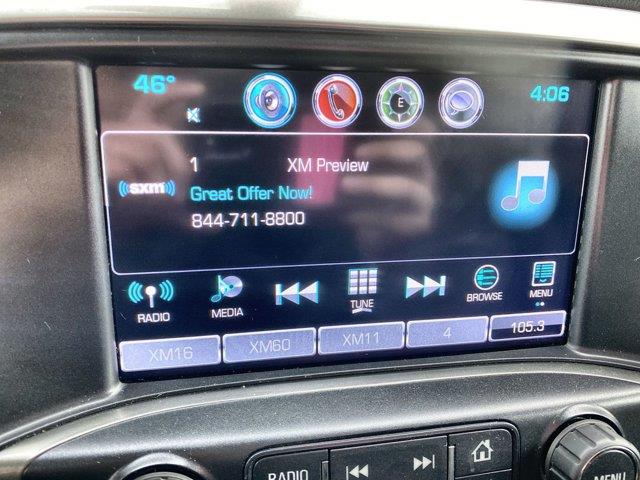 46° E 4:06
1 XM Preview
((sxm))
Great Offer Now!
844-711-8800
RADIO MEDIA TUNE BROWSE MENU
XM16 XM60 XM11 4 105.3
RADIO MENU